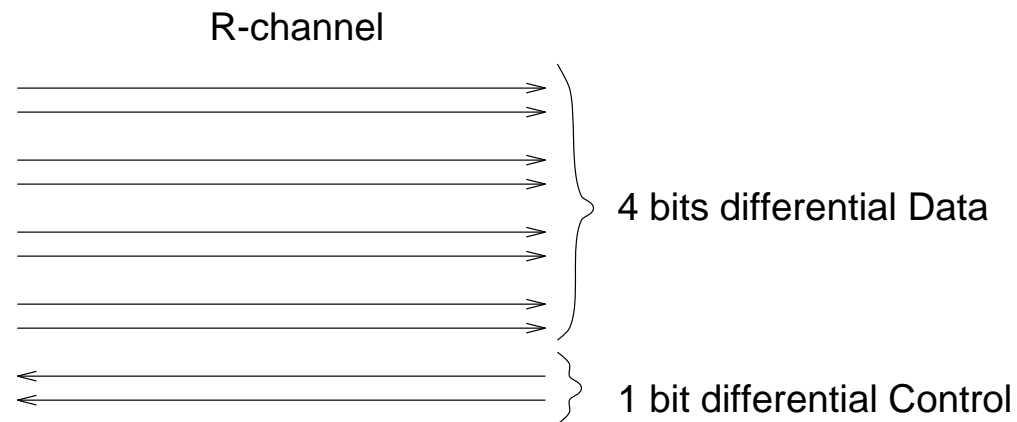 R-channel
4 bits differential Data
1 bit differential Control